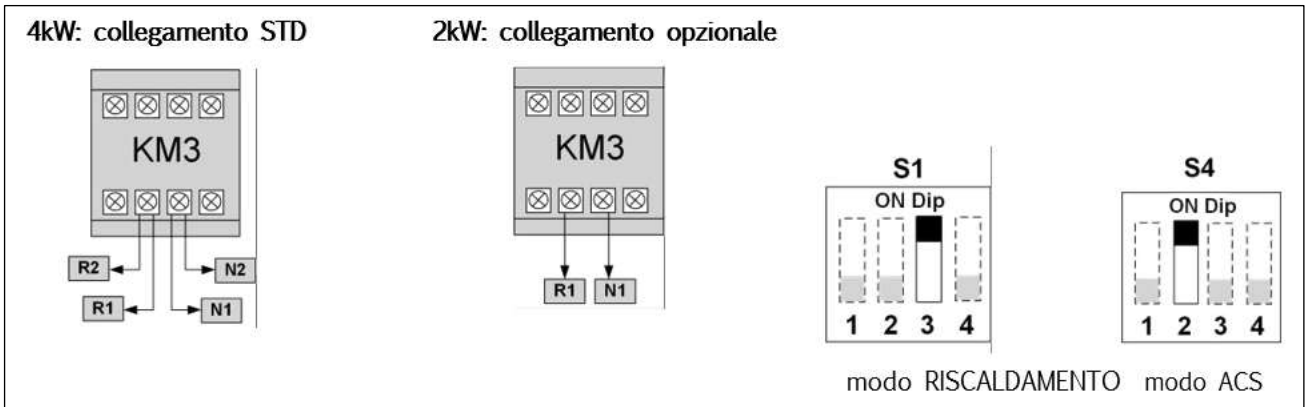 4kW: collegamento STD
KM3
R2 N2
R1 N1
2kW: collegamento opzionale
KM3
R1 N1
S1
ON Dip
1 2 3 4
modo RISCALDAMENTO
S4
ON Dip
1 2 3 4
modo ACS